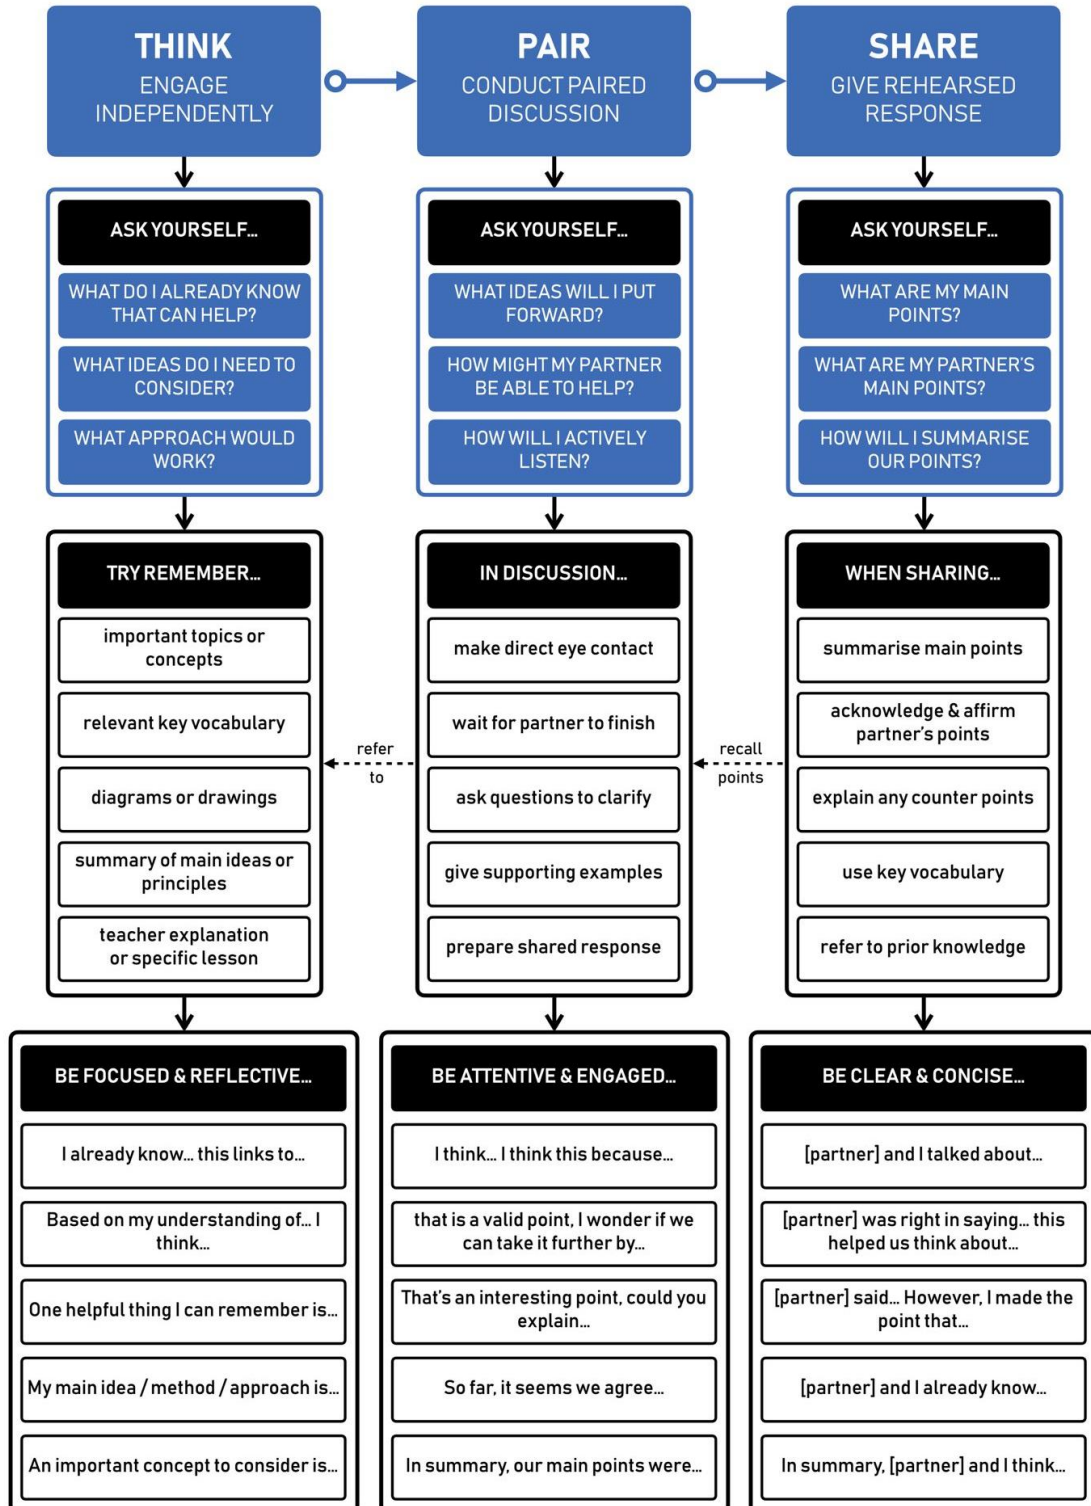 THINK
ENGAGE
INDEPENDENTLY
PAIR
CONDUCT PAIRED
DISCUSSION
SHARE
GIVE REHEARSED
RESPONSE
ASK YOURSELF...
WHAT DO I ALREADY KNOW
THAT CAN HELP?
WHAT IDEAS DO I NEED TO
CONSIDER?
WHAT APPROACH WOULD
WORK?
ASK YOURSELF...
WHAT IDEAS WILL I PUT
FORWARD?
HOW MIGHT MY PARTNER
BE ABLE TO HELP?
HOW WILL I ACTIVELY
LISTEN?
ASK YOURSELF...
WHAT ARE MY MAIN
POINTS?
WHAT ARE MY PARTNER'S
MAIN POINTS?
HOW WILL I SUMMARISE
OUR POINTS?
TRY REMEMBER...
important topics or
concepts
relevant key vocabulary
diagrams or drawings
summary of main ideas or
principles
teacher explanation
or specific lesson
refer
to
IN DISCUSSION...
make direct eye contact
wait for partner to finish
ask questions to clarify
give supporting examples
prepare shared response
recall
points
WHEN SHARING...
summarise main points
acknowledge & affirm
partner's points
explain any counter points
use key vocabulary
refer to prior knowledge
BE FOCUSED & REFLECTIVE...
I already know... this links to...
Based on my understanding of... I
think...
One helpful thing I can remember is...
My main idea / method / approach is...
An important concept to consider is...
BE ATTENTIVE & ENGAGED...
I think... I think this because...
that is a valid point, I wonder if we
can take it further by...
That's an interesting point, could you
explain...
So far, it seems we agree...
In summary, our main points were...
BE CLEAR & CONCISE...
[partner] and I talked about...
[partner] was right in saying... this
helped us think about...
[partner] said... However, I made the
point that...
[partner] and I already know...
In summary, [partner] and I think...